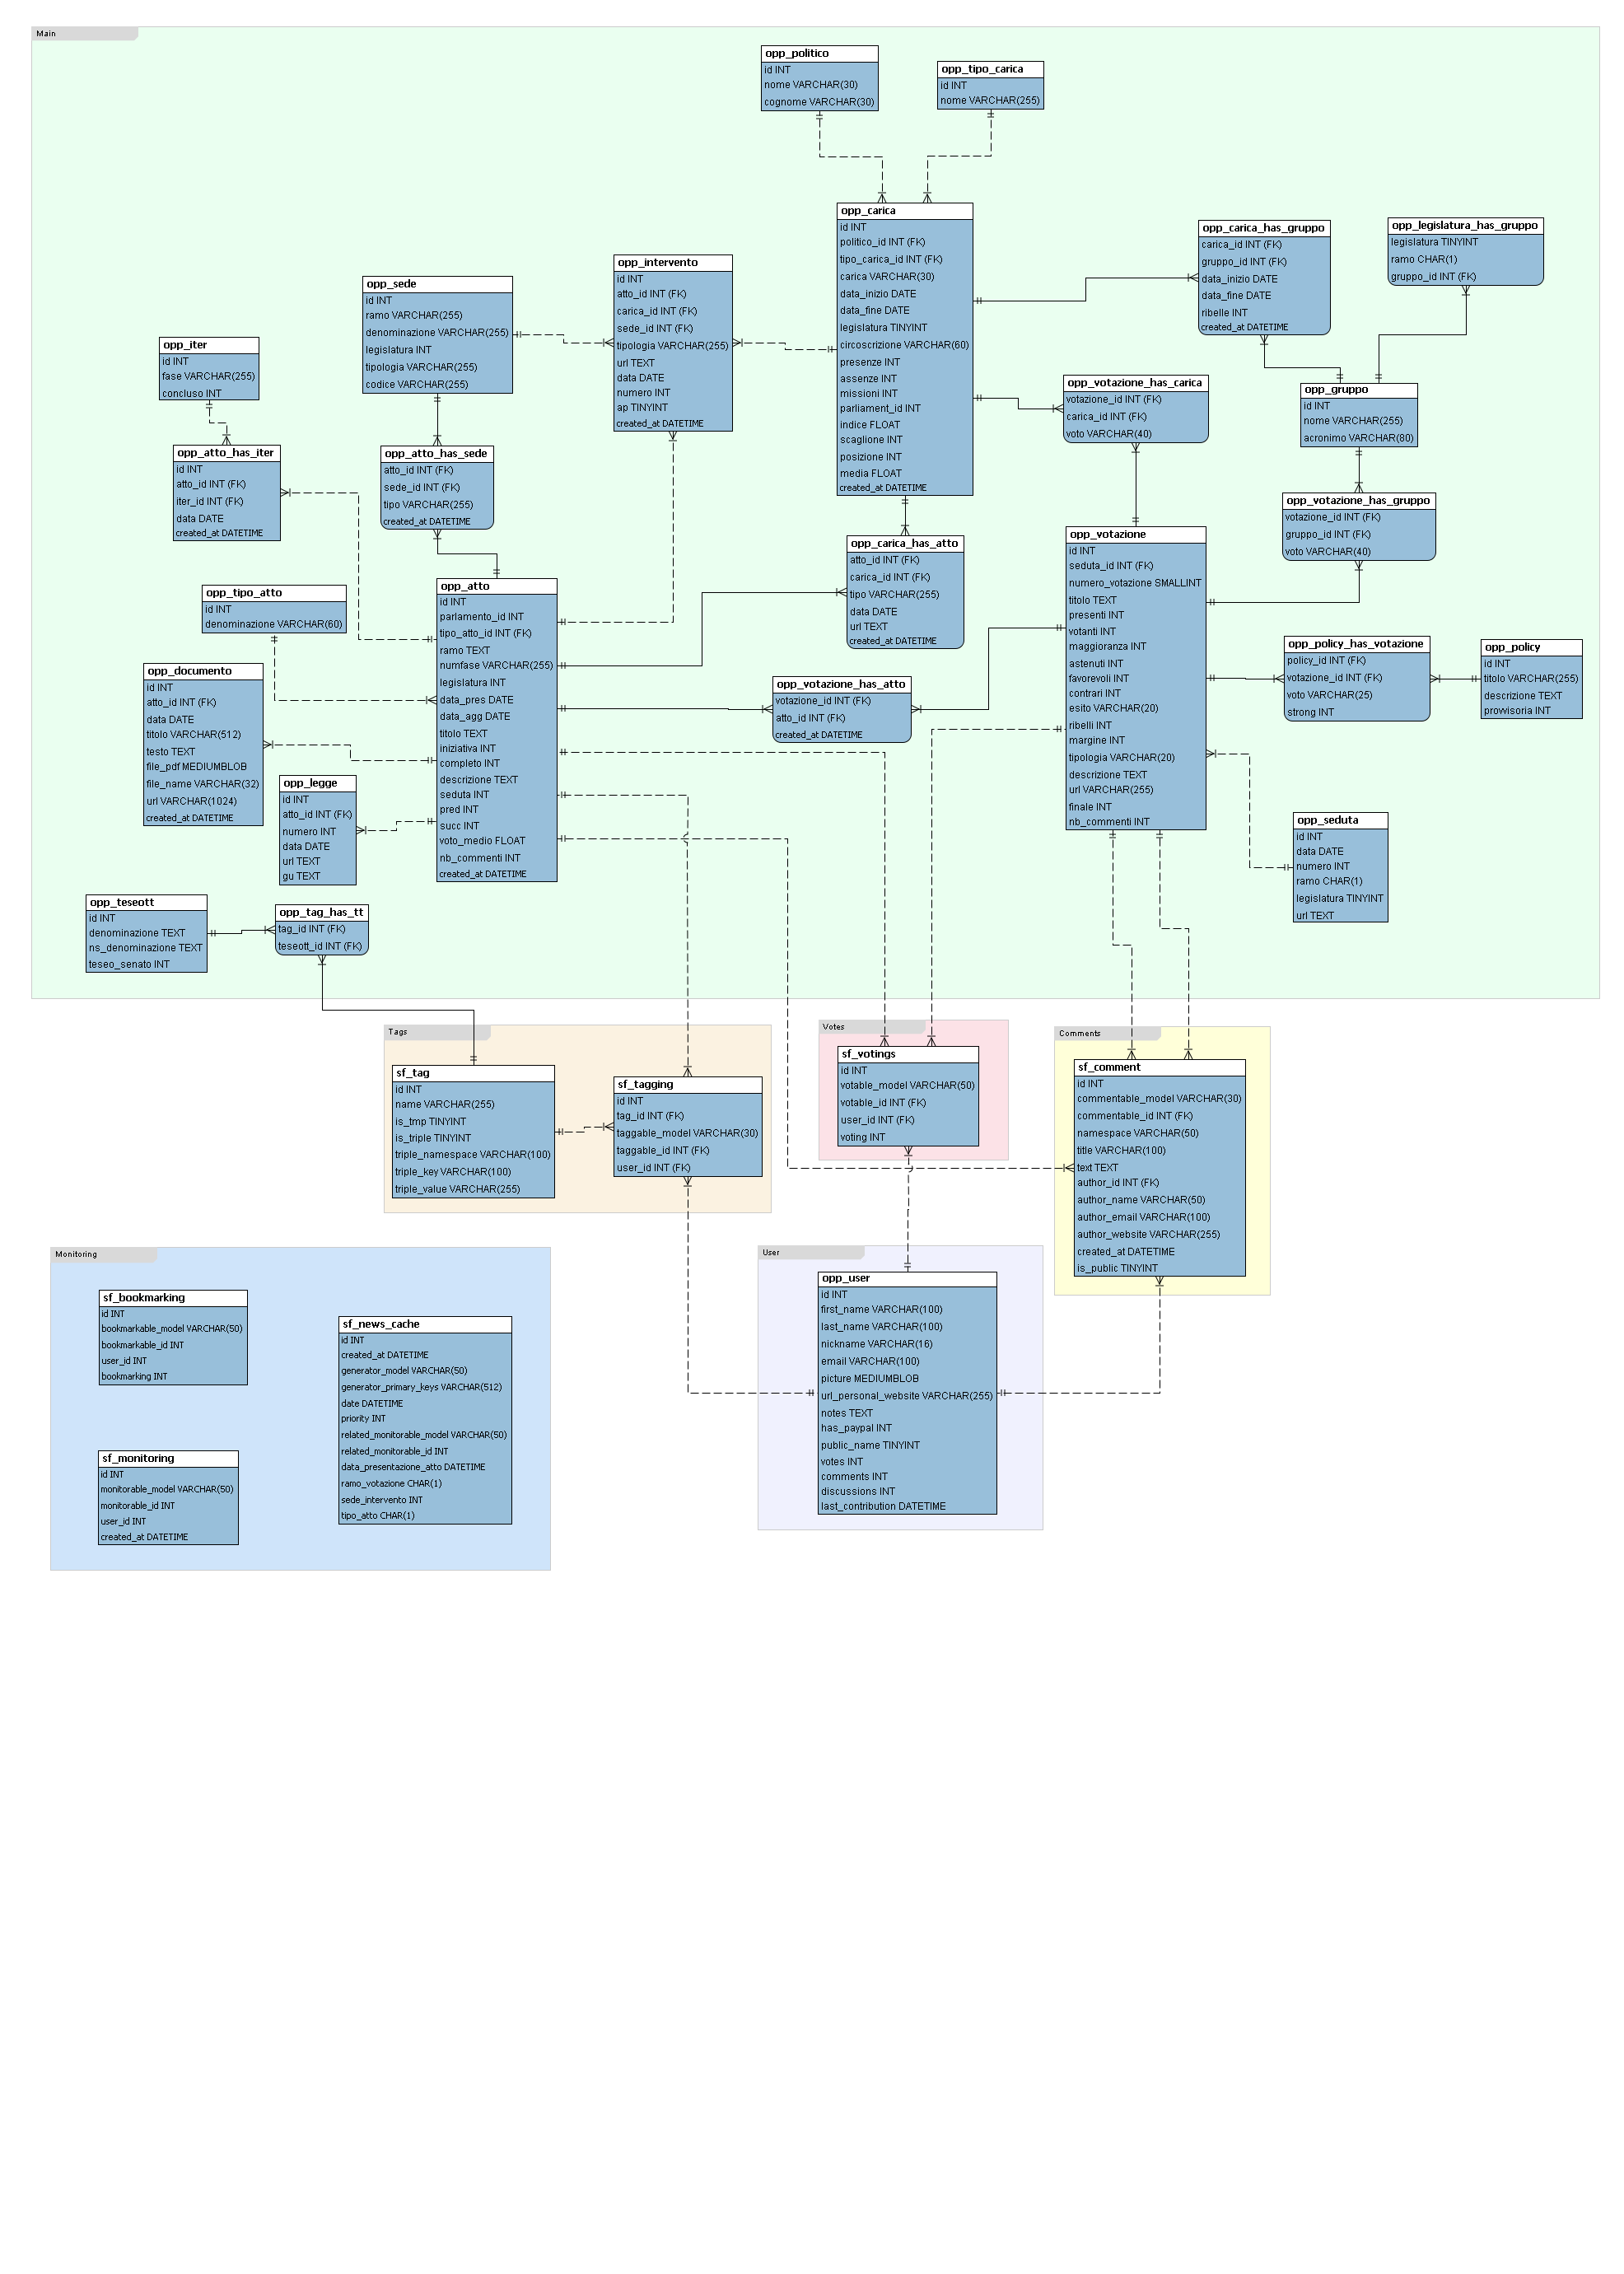 Main
opp_politico
id INT
nome VARCHAR(30)
cognome VARCHAR(30)
opp_tipo_carica
id INT
nome VARCHAR(255)
opp_carica
id INT
politico_id INT (FK)
tipo_carica_id INT (FK)
carica VARCHAR(30)
data_inizio DATE
data_fine DATE
legislatura TINYINT
circoscrizione VARCHAR(60)
presenze INT
assenze INT
missioni INT
parliament_id INT
indice FLOAT
scaglione INT
posizione INT
media FLOAT
created_at DATETIME
opp_carica_has_gruppo
carica_id INT (FK)
gruppo_id INT (FK)
data_inizio DATE
data_fine DATE
ribelle INT
created_at DATETIME
opp_legislatura_has_gruppo
legislatura TINYINT
ramo CHAR(1)
gruppo_id INT (FK)
opp_intervento
id INT
atto_id INT (FK)
carica_id INT (FK)
sede_id INT (FK)
tipologia VARCHAR(255)
url TEXT
data DATE
numero INT
ap TINYINT
created_at DATETIME
opp_sede
id INT
ramo VARCHAR(255)
denominazione VARCHAR(255)
legislatura INT
tipologia VARCHAR(255)
codice VARCHAR(255)
opp_iter
id INT
fase VARCHAR(255)
concluso INT
opp_votazione_has_carica
votazione_id INT (FK)
carica_id INT (FK)
voto VARCHAR(40)
opp_gruppo
id INT
nome VARCHAR(255)
acronimo VARCHAR(80)
opp_atto_has_iter
id INT
atto_id INT (FK)
iter_id INT (FK)
data DATE
created_at DATETIME
opp_atto_has_sede
atto_id INT (FK)
sede_id INT (FK)
tipo VARCHAR(255)
created_at DATETIME
opp_votazione_has_gruppo
votazione_id INT (FK)
gruppo_id INT (FK)
voto VARCHAR(40)
opp_carica_has_atto
atto_id INT (FK)
carica_id INT (FK)
tipo VARCHAR(255)
data DATE
url TEXT
created_at DATETIME
opp_votazione
id INT
seduta_id INT (FK)
numero_votazione SMALLINT
titolo TEXT
presenti INT
votanti INT
maggioranza INT
astenuti INT
favorevoli INT
contrari INT
esito VARCHAR(20)
ribelli INT
margine INT
tipologia VARCHAR(20)
descrizione TEXT
url VARCHAR(255)
finale INT
nb_commenti INT
opp_atto
id INT
parlamento_id INT
tipo_atto_id INT (FK)
ramo TEXT
numfase VARCHAR(255)
legislatura INT
data_pres DATE
data_agg DATE
titolo TEXT
iniziativa INT
completo INT
descrizione TEXT
seduta INT
pred INT
succ INT
voto_medio FLOAT
nb_commenti INT
created_at DATETIME
opp_tipo_atto
id INT
denominazione VARCHAR(60)
opp_documento
id INT
atto_id INT (FK)
data DATE
titolo VARCHAR(512)
testo TEXT
file_pdf MEDIUMBLOB
file_name VARCHAR(32)
url VARCHAR(1024)
created_at DATETIME
opp_votazione_has_atto
votazione_id INT (FK)
atto_id INT (FK)
created_at DATETIME
opp_policy_has_votazione
policy_id INT (FK)
votazione_id INT (FK)
voto VARCHAR(25)
strong INT
opp_policy
id INT
titolo VARCHAR(255)
descrizione TEXT
provvisoria INT
opp_legge
id INT
atto_id INT (FK)
numero INT
data DATE
url TEXT
gu TEXT
opp_seduta
id INT
data DATE
numero INT
ramo CHAR(1)
legislatura TINYINT
url TEXT
opp_teseott
id INT
denominazione TEXT
ns_denominazione TEXT
teseo_senato INT
opp_tag_has_tt
tag_id INT (FK)
teseott_id INT (FK)
Tags
sf_tag
id INT
name VARCHAR(255)
is_tmp TINYINT
is_triple TINYINT
triple_namespace VARCHAR(100)
triple_key VARCHAR(100)
triple_value VARCHAR(255)
sf_tagging
id INT
tag_id INT (FK)
taggable_model VARCHAR(30)
taggable_id INT (FK)
user_id INT (FK)
Votes
sf_votings
id INT
votable_model VARCHAR(50)
votable_id INT (FK)
user_id INT (FK)
voting INT
Comments
sf_comment
id INT
commentable_model VARCHAR(30)
commentable_id INT (FK)
namespace VARCHAR(50)
title VARCHAR(100)
text TEXT
author_id INT (FK)
author_name VARCHAR(50)
author_email VARCHAR(100)
author_website VARCHAR(255)
created_at DATETIME
is_public TINYINT
Monitoring
sf_bookmarking
id INT
bookmarkable_model VARCHAR(50)
bookmarkable_id INT
user_id INT
bookmarking INT
sf_news_cache
id INT
created_at DATETIME
generator_model VARCHAR(50)
generator_primary_keys VARCHAR(512)
date DATETIME
priority INT
related_monitorable_model VARCHAR(50)
related_monitorable_id INT
data_presentazione_atto DATETIME
ramo_votazione CHAR(1)
sede_intervento INT
tipo_atto CHAR(1)
sf_monitoring
id INT
monitorable_model VARCHAR(50)
monitorable_id INT
user_id INT
created_at DATETIME
User
opp_user
id INT
first_name VARCHAR(100)
last_name VARCHAR(100)
nickname VARCHAR(16)
email VARCHAR(100)
picture MEDIUMBLOB
url_personal_website VARCHAR(255)
notes TEXT
has_paypal INT
public_name TINYINT
votes INT
comments INT
discussions INT
last_contribution DATETIME